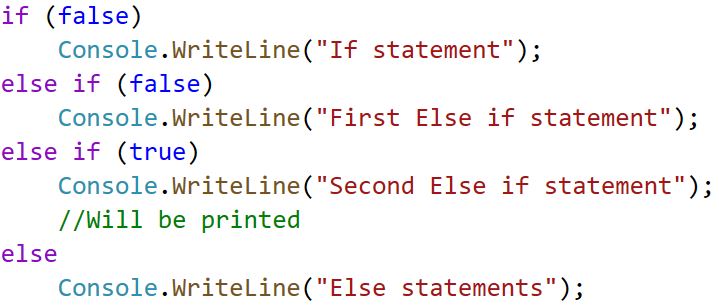 if (false)
    Console.WriteLine("If statement");
else if (false)
    Console.WriteLine("First Else if statement");
else if (true)
    Console.WriteLine("Second Else if statement");
    //Will be printed
else
    Console.WriteLine("Else statements");